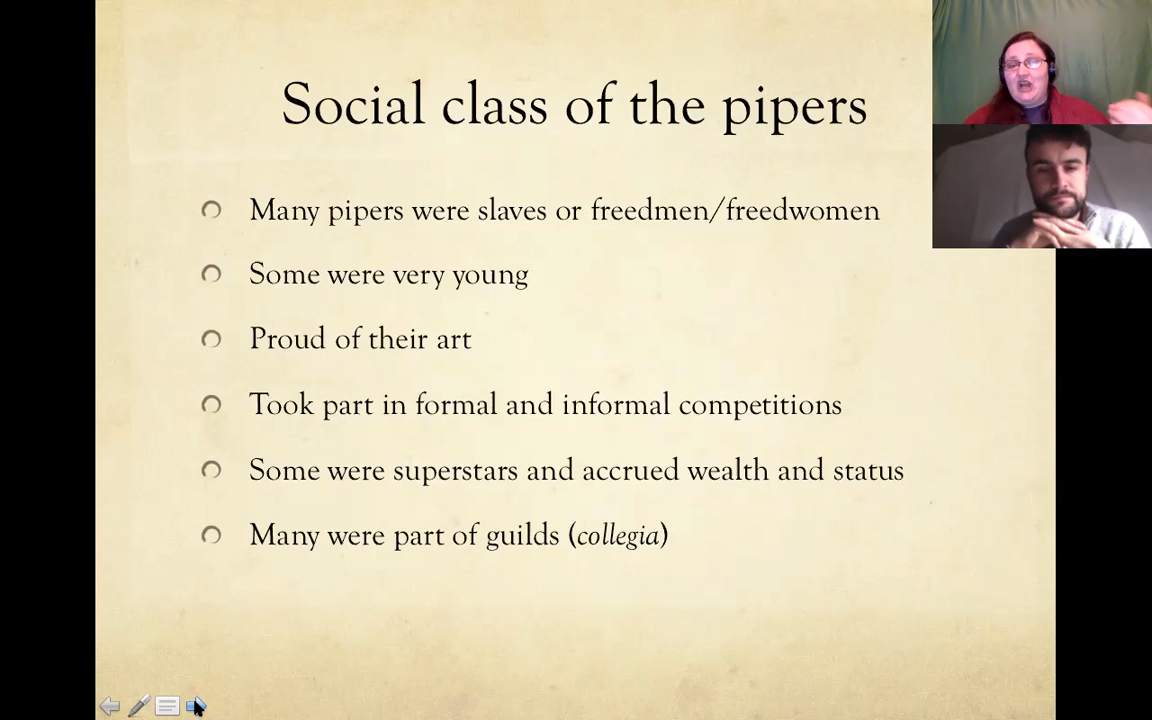 Social class of the pipers
Many pipers were slaves or freedmen/freedwomen
Some were very young
Proud of their art
Took part in formal and informal competitions
Some were superstars and accrued wealth and status
Many were part of guilds (collegia)